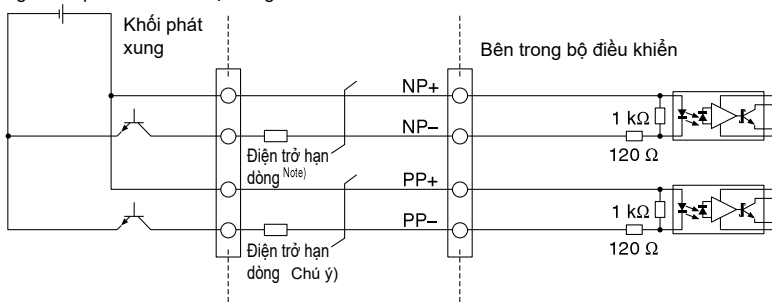 Khối phát
xung
Bên trong bộ điều khiển
NP+
NP–
1 kΩ
120 Ω
Điện trở hạn
dòng Note)
PP+
PP–
1 kΩ
120 Ω
Điện trở hạn
dòng Chú ý)